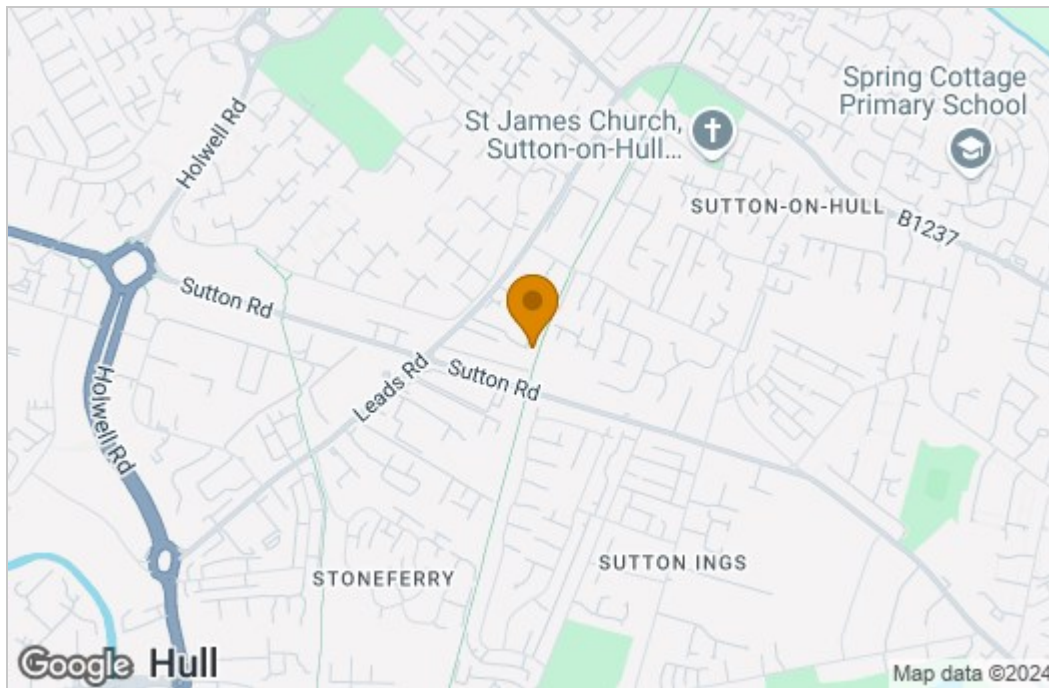 Holwell Rd
Spring Cottage
Primary School
St James Church,
Sutton-on-Hull...
SUTTON-ON-HULL
B1237
Sutton Rd
Leads Rd
Sutton Rd
Holwell Rd
STONEFERRY
SUTTON INGS
Google
Hull
Map data ©2024